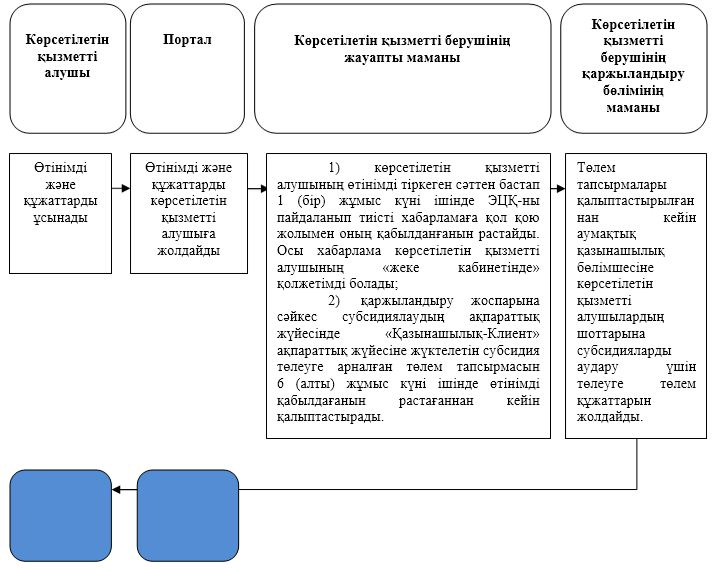 Көрсетілетін
қызметті
алушы
Портал
Көрсетілетін қызметті берушінің
жауапты маманы
Көрсетілетін
қызметті
берушінің
қаржыландыру
бөлімінің
маманы
Өтінімді
және
құжаттарды
ұсынады
Өтінімді және
құжаттарды
көрсетілетін
қызметті
алушыға
жолдайды
1) көрсетілетін қызметті
алушының өтінімді тіркеген сәттен бастап
1 (бір) жұмыс күні ішінде ЭЦҚ-ны
пайдаланып тиісті хабарламаға қол қою
жолымен оның қабылданғанын растайды.
Осы хабарлама көрсетілетін қызметті
алушының «жеке кабинетінде»
қолжетімді болады;
2) қаржыландыру жоспарына
сәйкес субсидиялаудың ақпараттық
жүйесінде «Қазынашылық-Клиент»
ақпараттық жүйесіне жүктелетін субсидия
төлеуге арналған төлем тапсырмасын
6 (алты) жұмыс күні ішінде өтінімді
қабылдағанын растағаннан кейін
қалыптастырады.
Төлем
тапсырмалары
қалыптастырылған
нан кейін
аумақтық
қазынашылық
бөлімшесіне
көрсетілетін
қызметті
алушылардың
шоттарына
субсидияларды
аудару үшін
төлеуге төлем
құжаттарын
жолдайды.